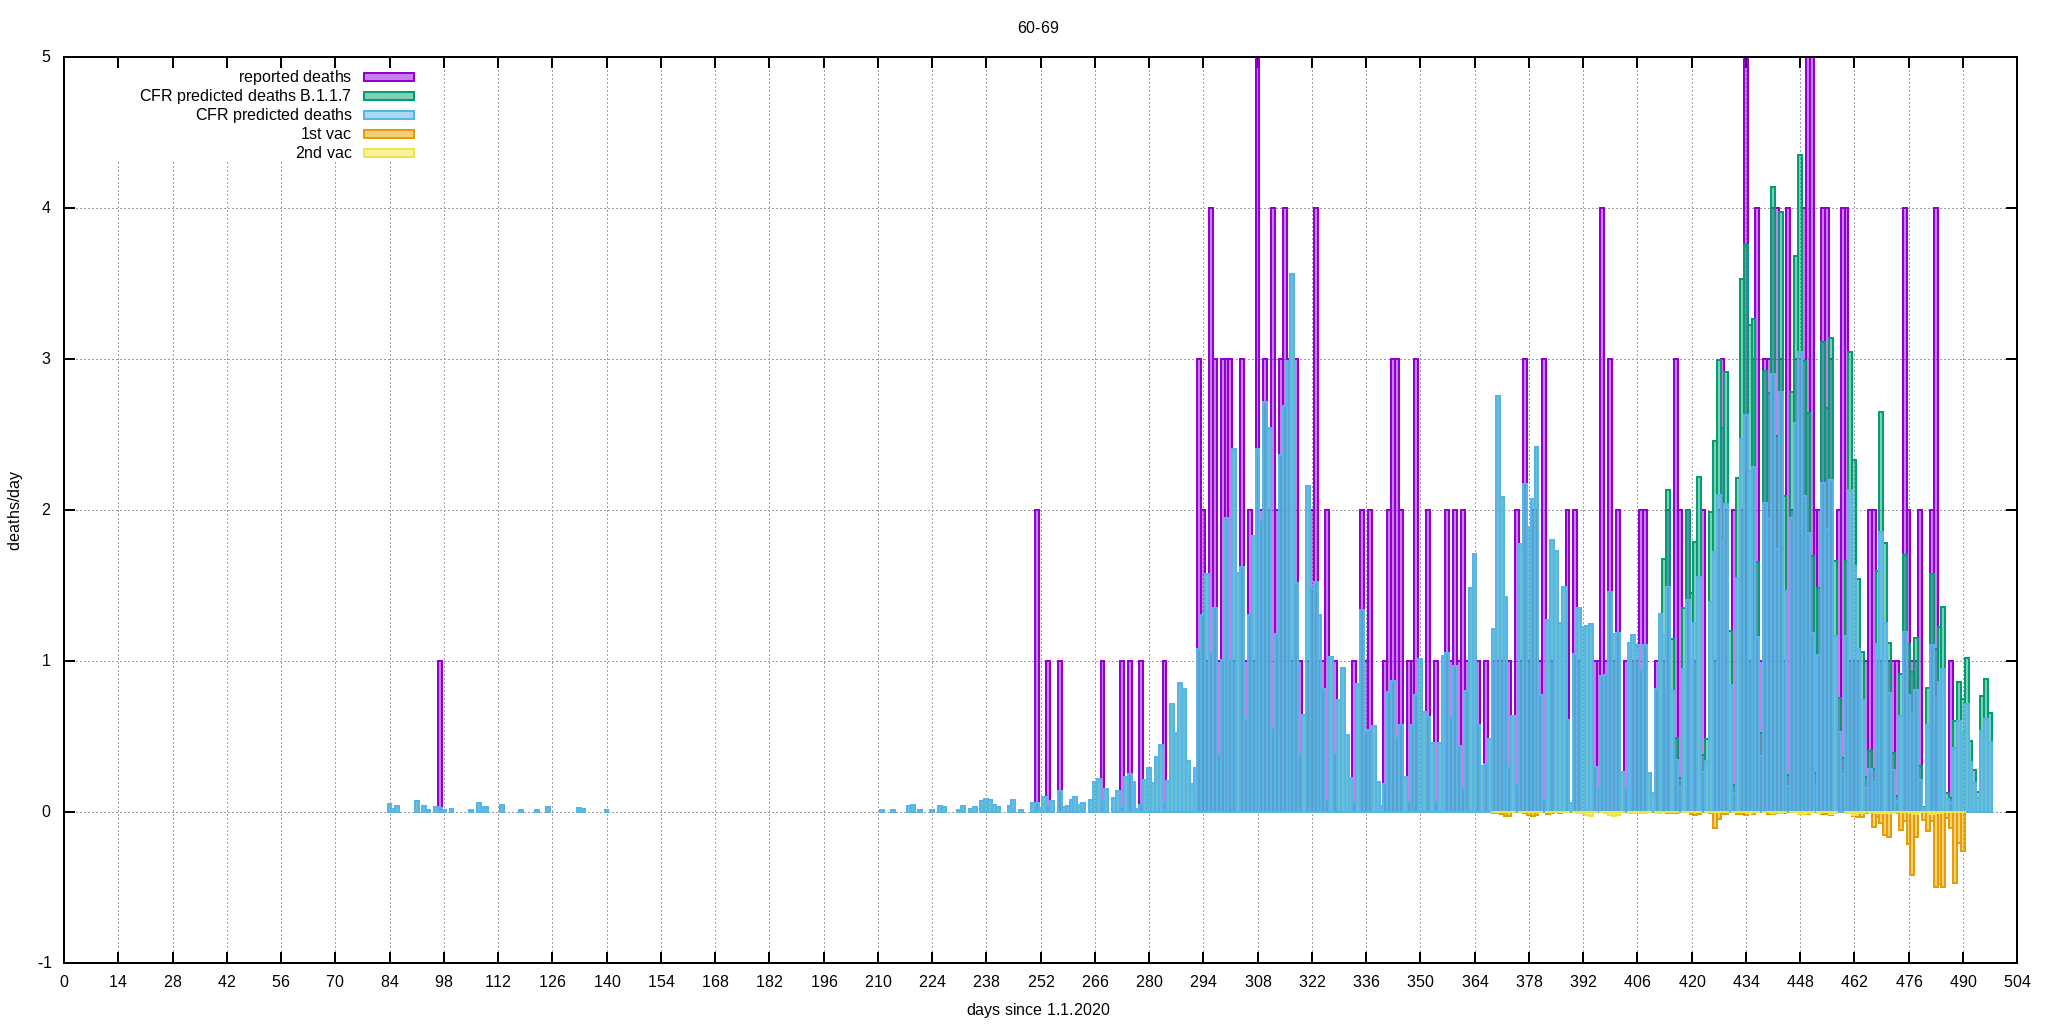 60-69
5
reported deaths
CFR predicted deaths B.1.1.7
CFR predicted deaths
1st vac
2nd vac
4
3
2
deaths/day
1
0
-1
0 14 28 42 56 70 84 98 112 126 140 154 168 182 196 210 224 238 252 266 280 294 308 322 336 350 364 378 392 406 420 434 448 462 476 490 504
days since 1.1.2020